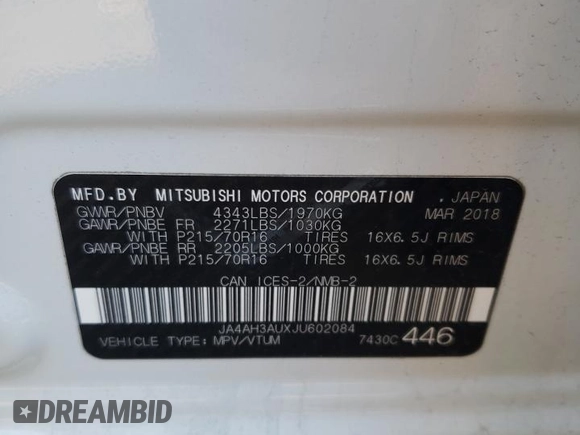 MFD.BY MITSUBISHI MOTORS CORPORATION . JAPAN
GVWR/PNBV 4343LBS/1970KG MAR 2018
GAWR/PNBE FR 2271LBS/1030KG
WITH P215/70R16 TIRES 16X6.5J RIMS
GAWR/PNBE RR 2205LBS/1000KG
WITH P215/70R16 TIRES 16X6.5J RIMS
CAN ICES-2/NMB-2
JA4AH3AUXJU602084
VEHICLE TYPE: MPV/VTUM 7430C 446
DREAMBID